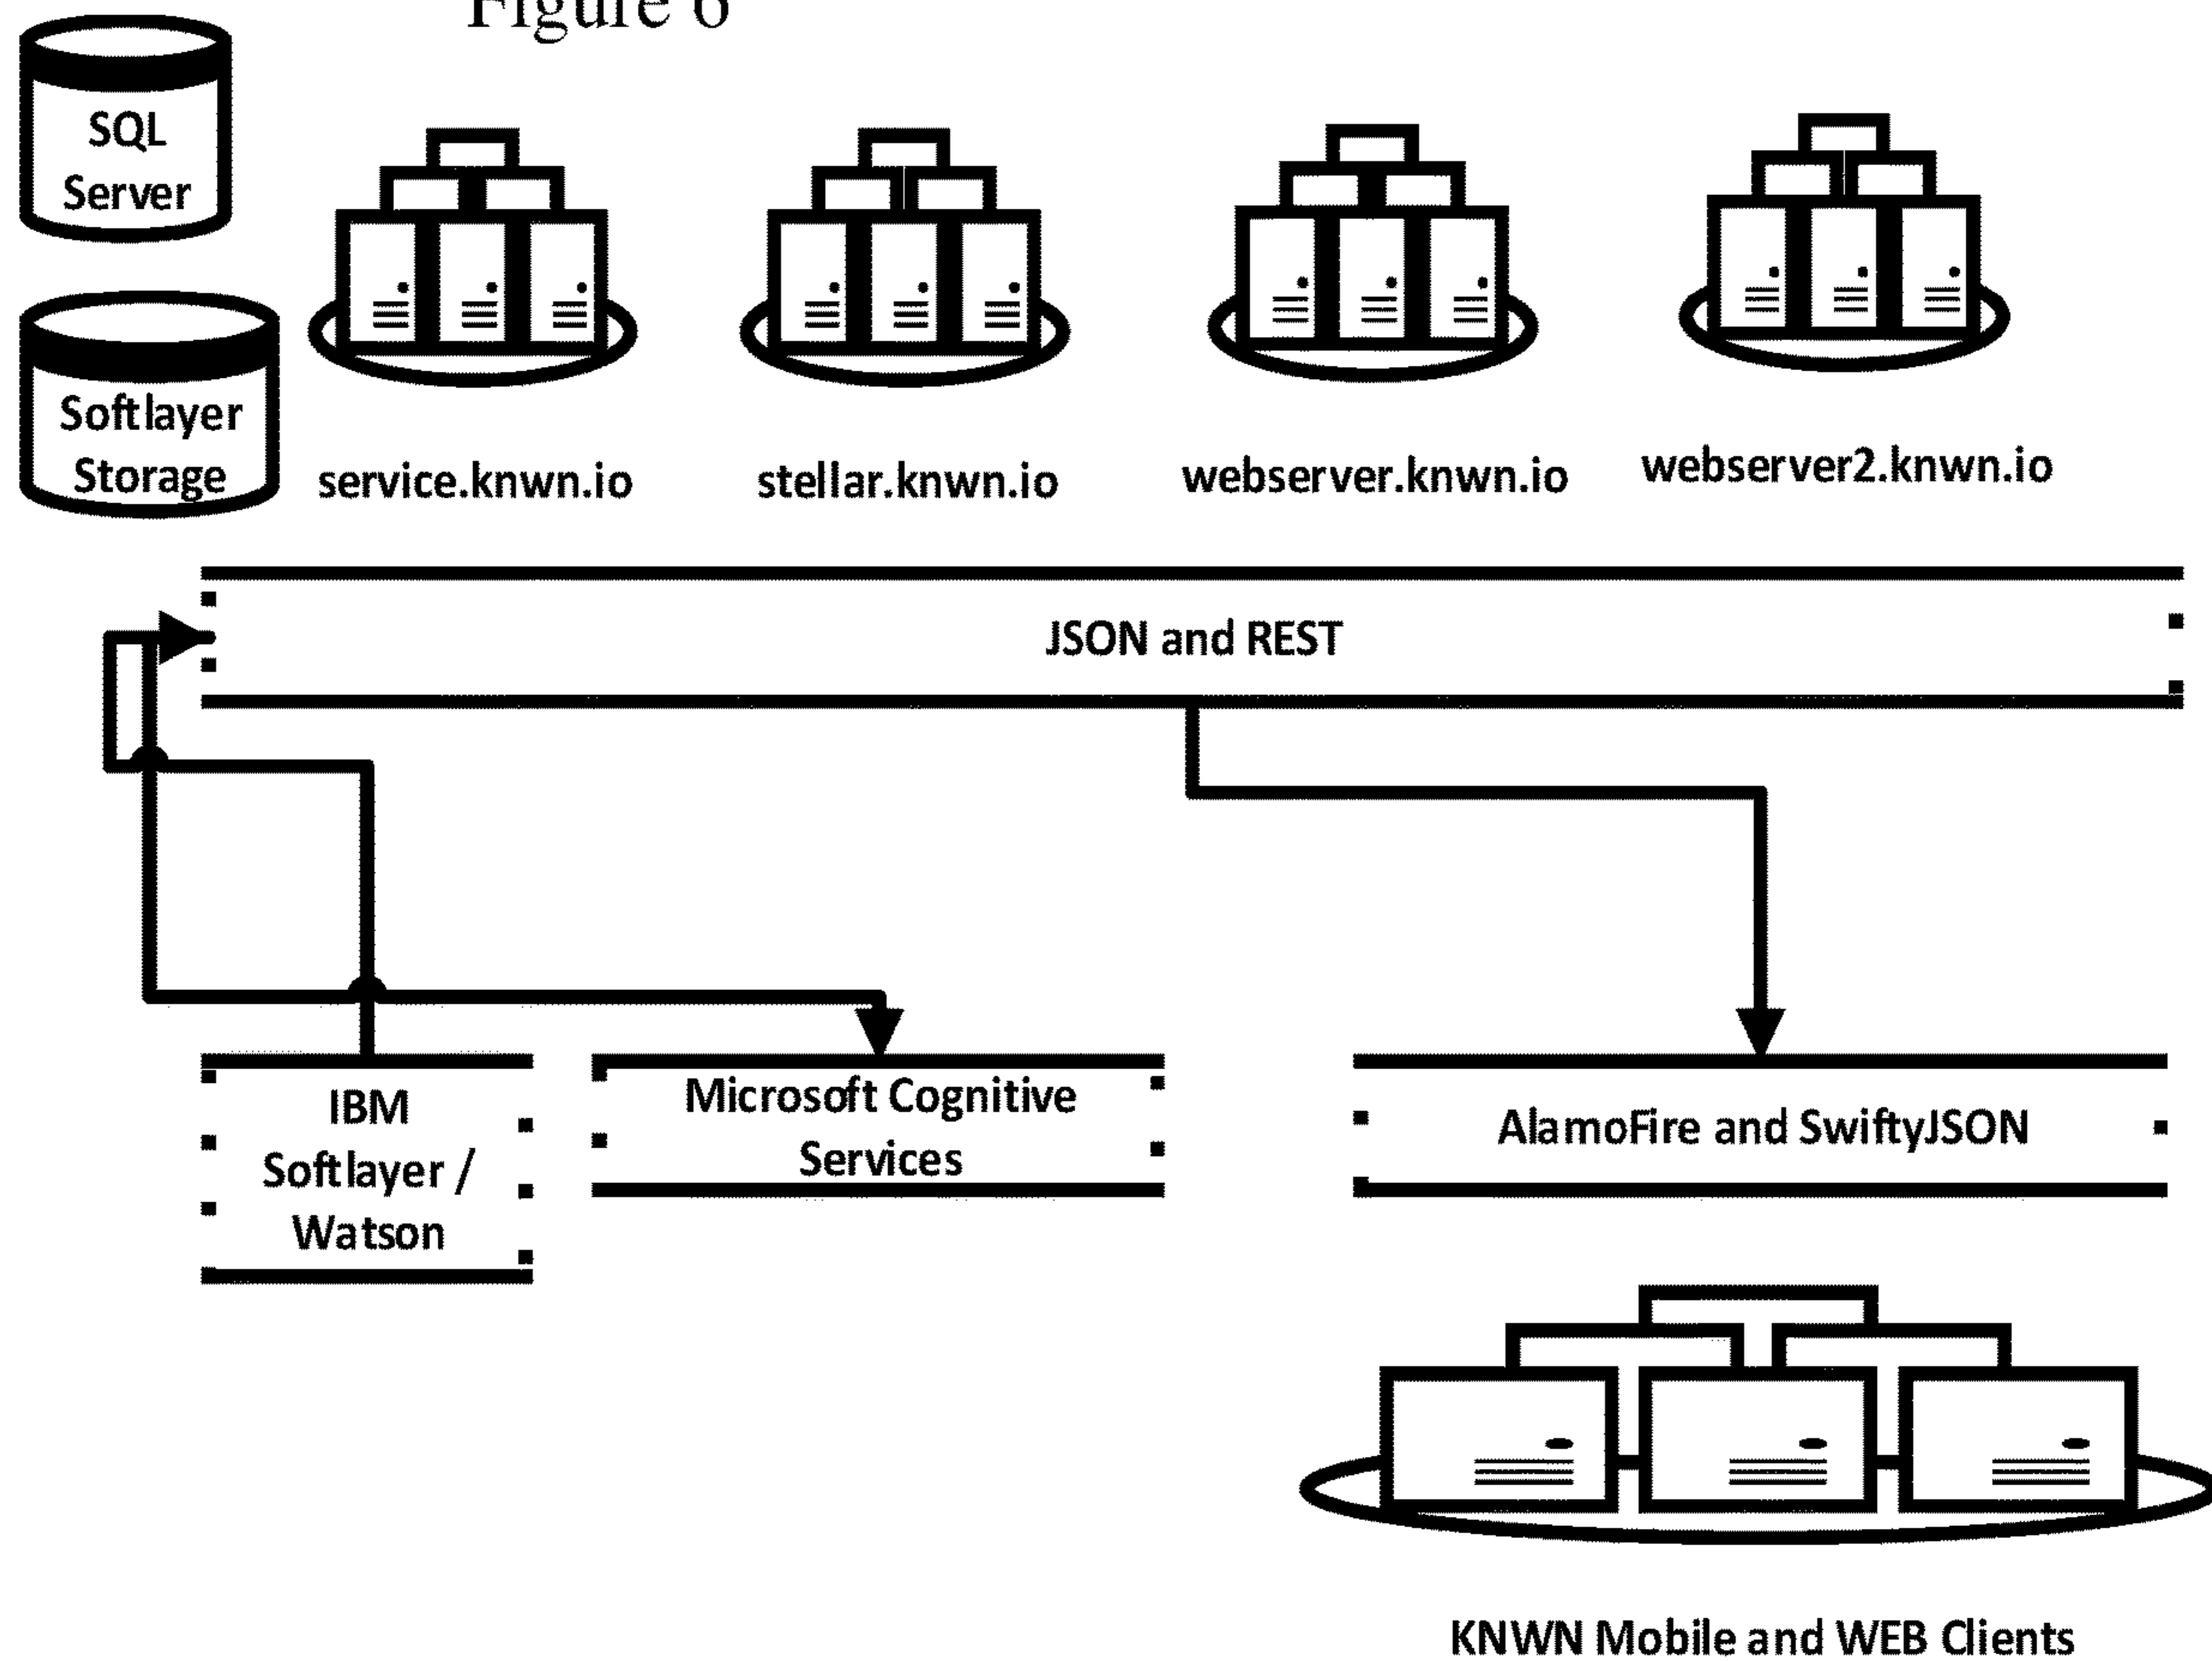 Figure 6
SQL
Server
Softlayer
Storage
service.knwn.io
stellar.knwn.io
webserver.knwn.io
webserver2.knwn.io
JSON and REST
IBM
Softlayer /
Watson
Microsoft Cognitive
Services
AlamoFire and SwiftyJSON
KNWN Mobile and WEB Clients